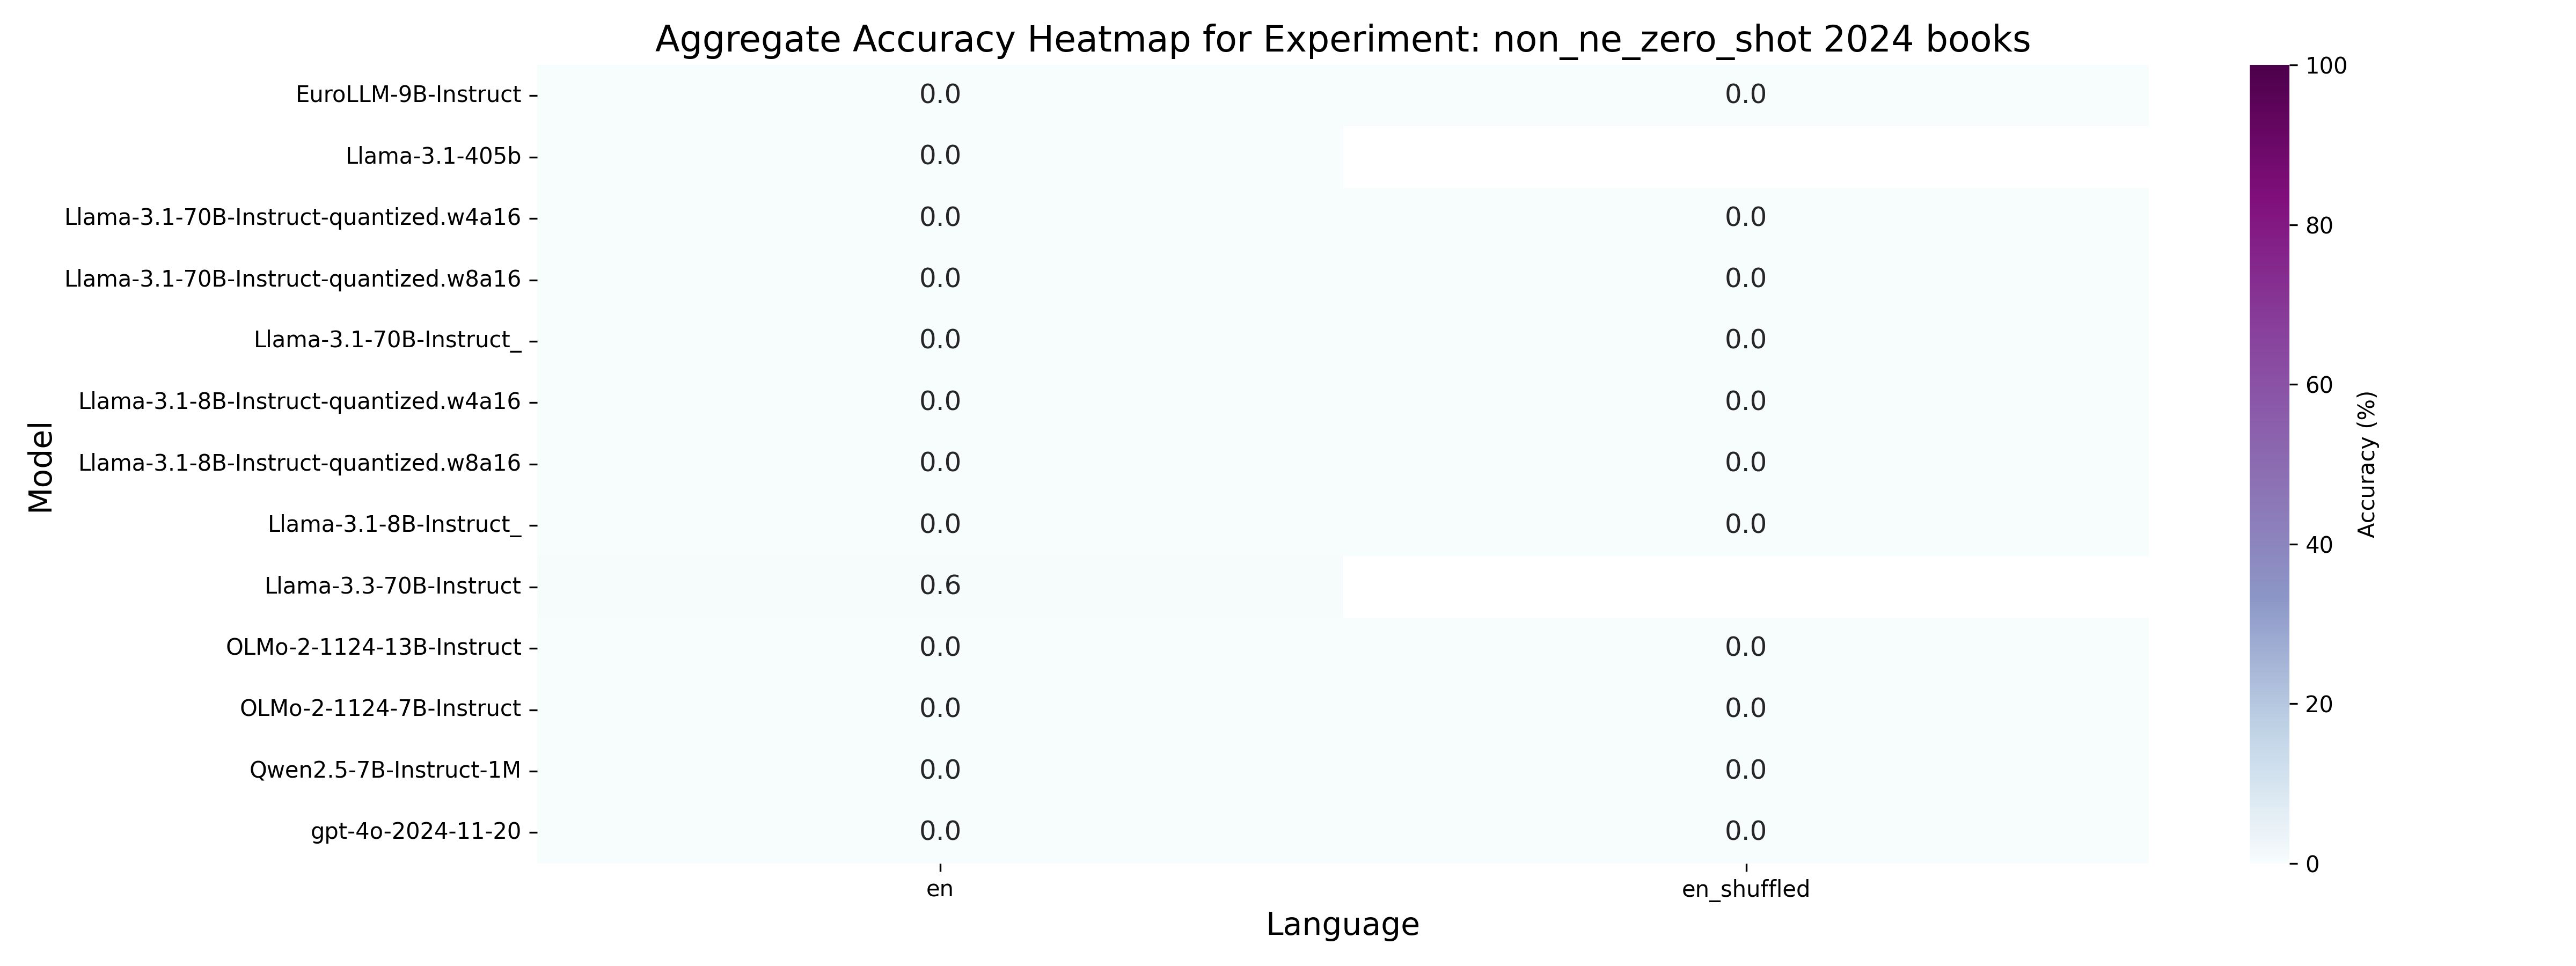 Aggregate Accuracy Heatmap for Experiment: non_ne_zero_shot 2024 books
Model
EuroLLM-9B-Instruct 0.0 0.0
Llama-3.1-405b 0.0
Llama-3.1-70B-Instruct-quantized.w4a16 0.0 0.0
Llama-3.1-70B-Instruct-quantized.w8a16 0.0 0.0
Llama-3.1-70B-Instruct_ 0.0 0.0
Llama-3.1-8B-Instruct-quantized.w4a16 0.0 0.0
Llama-3.1-8B-Instruct-quantized.w8a16 0.0 0.0
Llama-3.1-8B-Instruct_ 0.0 0.0
Llama-3.3-70B-Instruct 0.6
OLMo-2-1124-13B-Instruct 0.0 0.0
OLMo-2-1124-7B-Instruct 0.0 0.0
Qwen2.5-7B-Instruct-1M 0.0 0.0
gpt-4o-2024-11-20 0.0 0.0
en en_shuffled
Language
100
80
60
40
20
0
Accuracy (%)